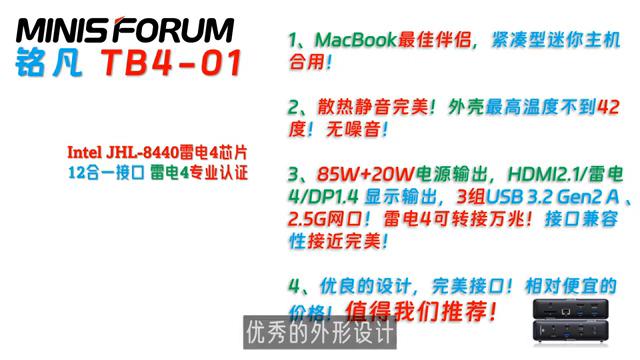 MINISFORUM
铭凡 TB4-01
Intel JHL-8440雷电4芯片
12合一接口 雷电4专业认证
1、MacBook最佳伴侣，紧凑型迷你主机
合用！
2、散热静音完美！外壳最高温度不到42
度！无噪音！
3、85W+20W电源输出，HDMI2.1/雷电
4/DP1.4 显示输出，3组USB 3.2 Gen2 A 、
2.5G网口！雷电4可转接万兆！接口兼容
性接近完美！
4、优良的设计，完美接口！相对便宜的
价格！值得我们推荐！
优秀的外形设计